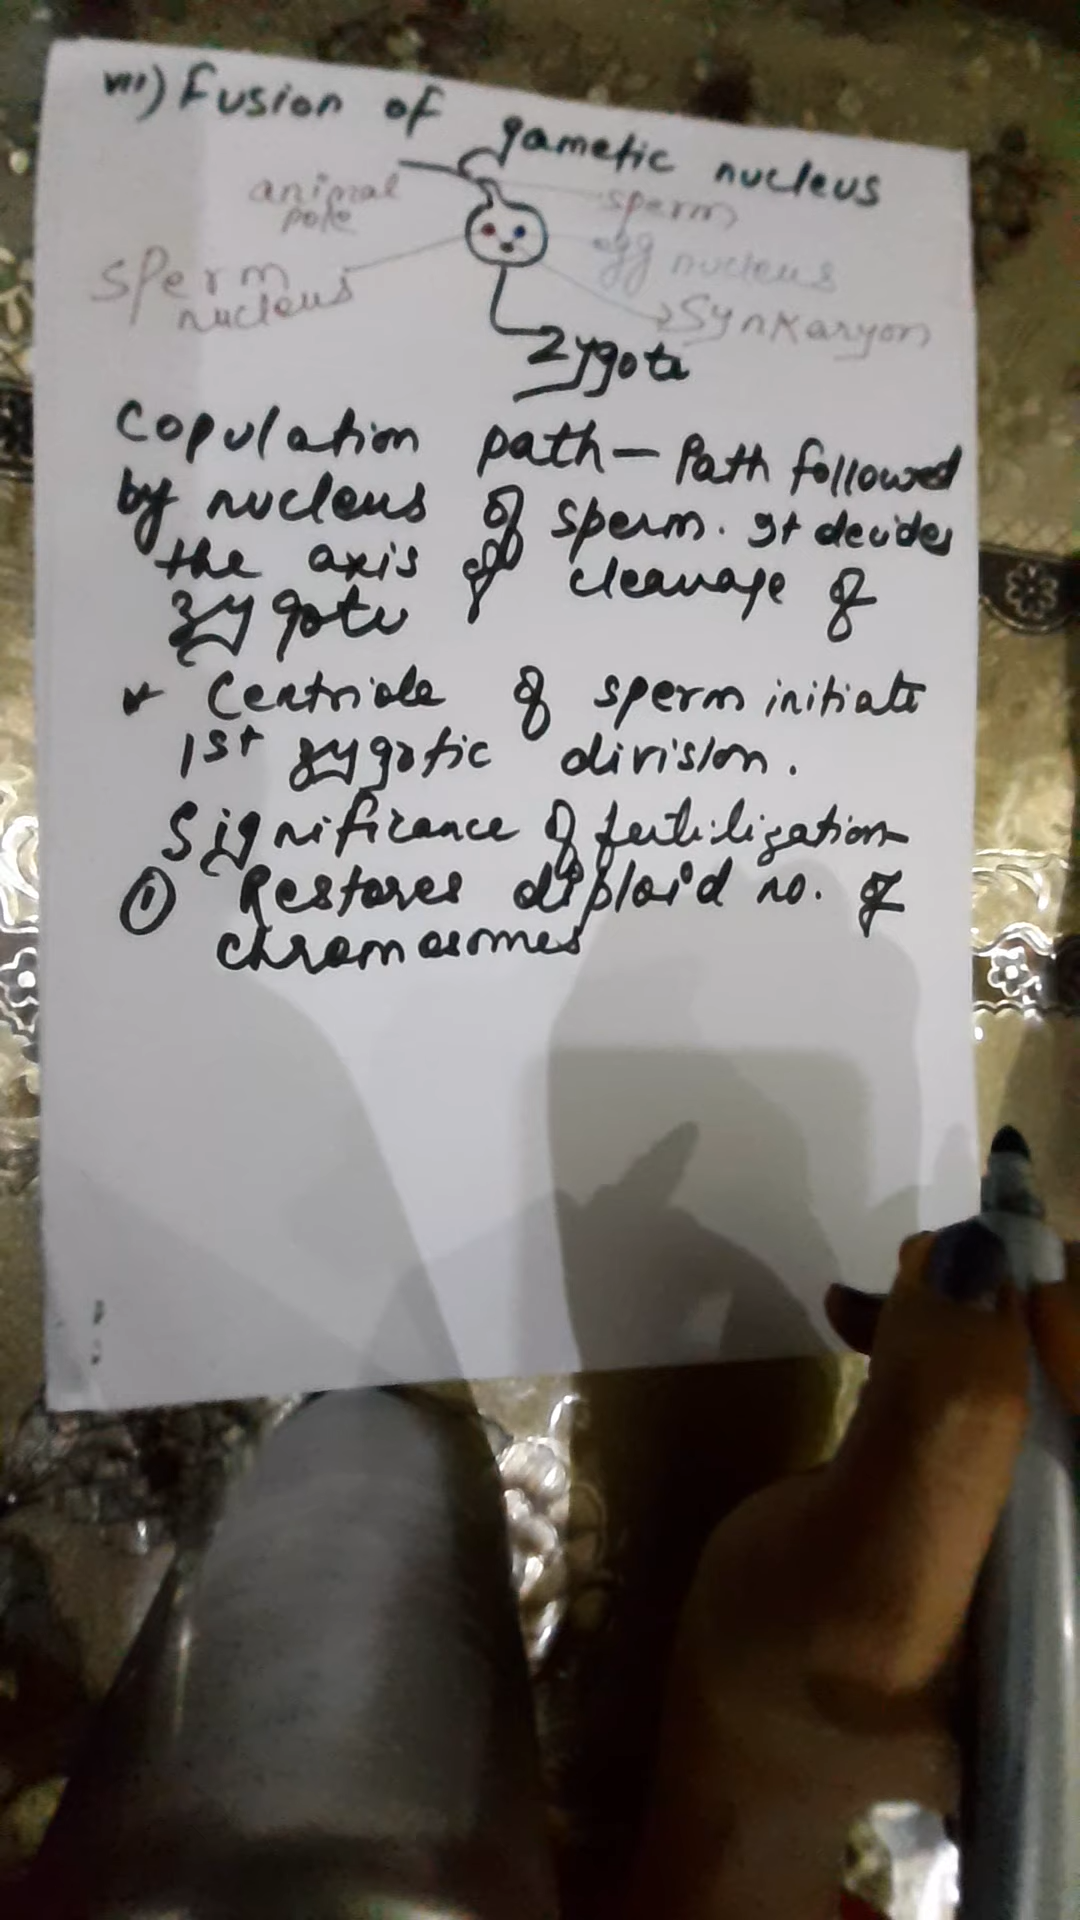 vii) Fusion of gametic nucleus
animal pole
sperm
egg nucleus
sperm nucleus
Synkaryon
Zygote
Copulation path – Path followed
by nucleus of sperm. It decides
the axis of cleavage of
zygote
* Centriole of sperm initiate
1st zygotic division.
Significance of fertilization
① Restores diploid no. of
chromosomes